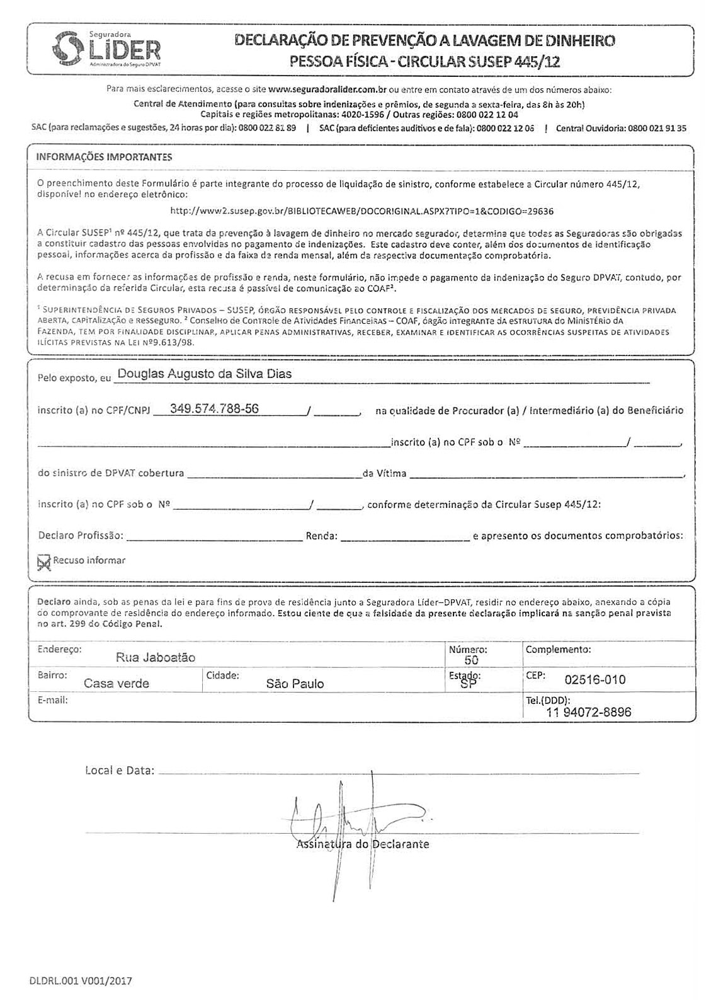 Seguradora
LÍDER
Administradora do Seguro DPVAT
DECLARAÇÃO DE PREVENÇÃO A LAVAGEM DE DINHEIRO
PESSOA FÍSICA - CIRCULAR SUSEP 445/12
Para mais esclarecimentos, acesse o site www.seguradoralider.com.br ou entre em contato através de um dos números abaixo:
Central de Atendimento (para consultas sobre indenizações e prêmios, de segunda a sexta-feira, das 8h às 20h)
Capitais e regiões metropolitanas: 4020-1596 / Outras regiões: 0800 022 12 04
SAC (para reclamações e sugestões, 24 horas por dia): 0800 022 81 89 | SAC (para deficientes auditivos e de fala): 0800 022 12 06 | Central Ouvidoria: 0800 021 91 35
INFORMAÇÕES IMPORTANTES
O preenchimento deste Formulário é parte integrante do processo de liquidação de sinistro, conforme estabelece a Circular número 445/12,
disponível no endereço eletrônico:
http://www2.susep.gov.br/BIBLIOTECAWEB/DOCORIGINAL.ASPX?TIPO=1&CODIGO=29636
A Circular SUSEP¹ nº 445/12, que trata da prevenção à lavagem de dinheiro no mercado segurador, determina que todas as Seguradoras são obrigadas
a constituir cadastro das pessoas envolvidas no pagamento de indenizações. Este cadastro deve conter, além dos documentos de identificação
pessoal, informações acerca da profissão e da faixa de renda mensal, além da respectiva documentação comprobatória.
A recusa em fornecer as informações de profissão e renda, neste formulário, não impede o pagamento da indenização do Seguro DPVAT, contudo, por
determinação da referida Circular, esta recusa é passível de comunicação ao COAF².
¹ SUPERINTENDÊNCIA DE SEGUROS PRIVADOS – SUSEP, ÓRGÃO RESPONSÁVEL PELO CONTROLE E FISCALIZAÇÃO DOS MERCADOS DE SEGURO, PREVIDÊNCIA PRIVADA
ABERTA, CAPITALIZAÇÃO E RESSEGURO. ² CONSELHO DE CONTROLE DE ATIVIDADES FINANCEIRAS – COAF, ÓRGÃO INTEGRANTE DA ESTRUTURA DO MINISTÉRIO DA
FAZENDA, TEM POR FINALIDADE DISCIPLINAR, APLICAR PENAS ADMINISTRATIVAS, RECEBER, EXAMINAR E IDENTIFICAR AS OCORRÊNCIAS SUSPEITAS DE ATIVIDADES
ILÍCITAS PREVISTAS NA LEI Nº9.613/98.
Pelo exposto, eu Douglas Augusto da Silva Dias
inscrito (a) no CPF/CNPJ 349.574.788-56 / , na qualidade de Procurador (a) / Intermediário (a) do Beneficiário
inscrito (a) no CPF sob o Nº / ,
do sinistro de DPVAT cobertura da Vítima ,
inscrito (a) no CPF sob o Nº / , conforme determinação da Circular Susep 445/12:
Declaro Profissão: Renda: e apresento os documentos comprobatórios:
Recuso informar
Declaro ainda, sob as penas da lei e para fins de prova de residência junto a Seguradora Líder–DPVAT, residir no endereço abaixo, anexando a cópia
do comprovante de residência do endereço informado. Estou ciente de que a falsidade da presente declaração implicará na sanção penal prevista
no art. 299 do Código Penal.
Endereço: Rua Jaboatão Número: 50 Complemento:
Bairro: Casa verde Cidade: São Paulo Estado: SP CEP: 02516-010
E-mail: Tel.(DDD): 11 94072-8896
Local e Data:
Assinatura do Declarante
DLDRL.001 V001/2017